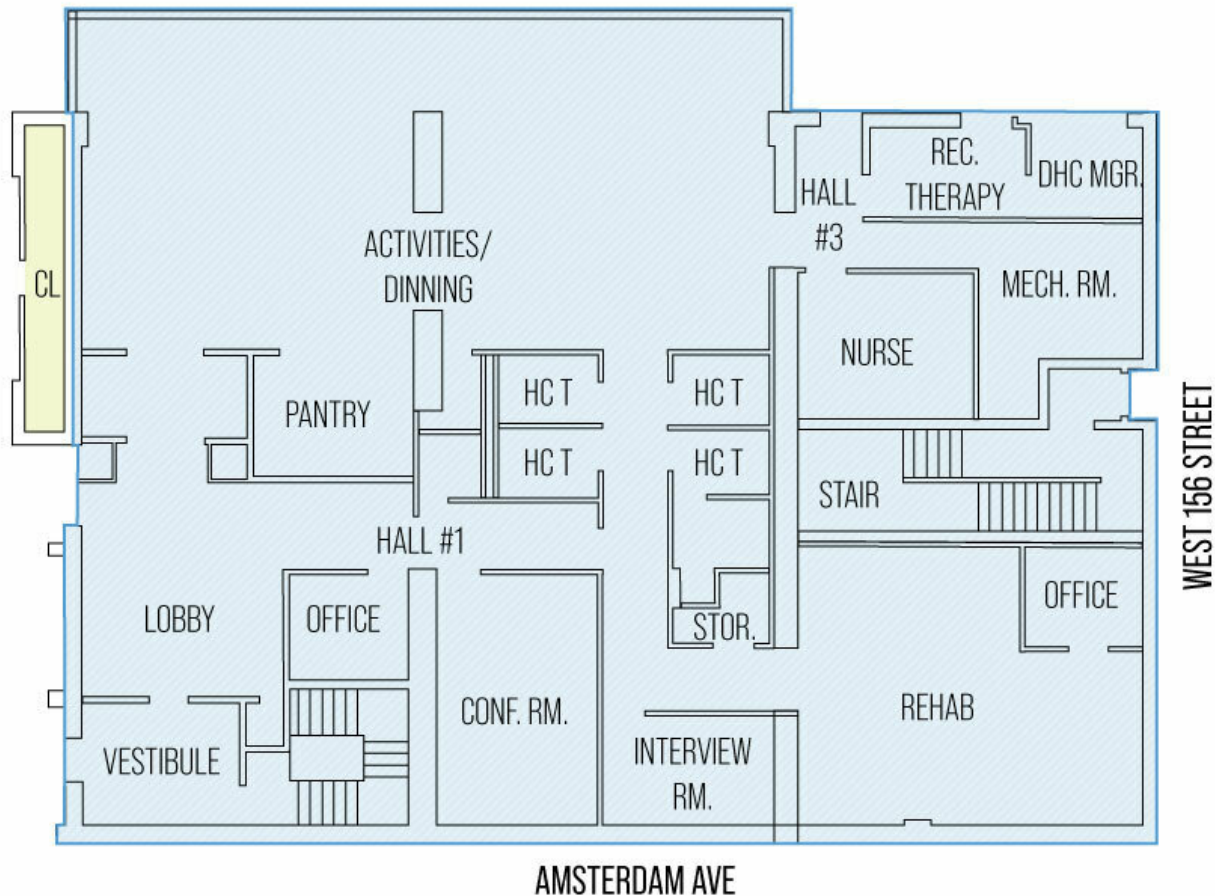 REC.
THERAPY
DHC MGR.
HALL
#3
ACTIVITIES/
DINNING
CL
MECH. RM.
NURSE
HC T
HC T
PANTRY
HC T
HC T
STAIR
HALL #1
WEST 156 STREET
LOBBY
OFFICE
STOR.
OFFICE
CONF. RM.
REHAB
VESTIBULE
INTERVIEW
RM.
AMSTERDAM AVE